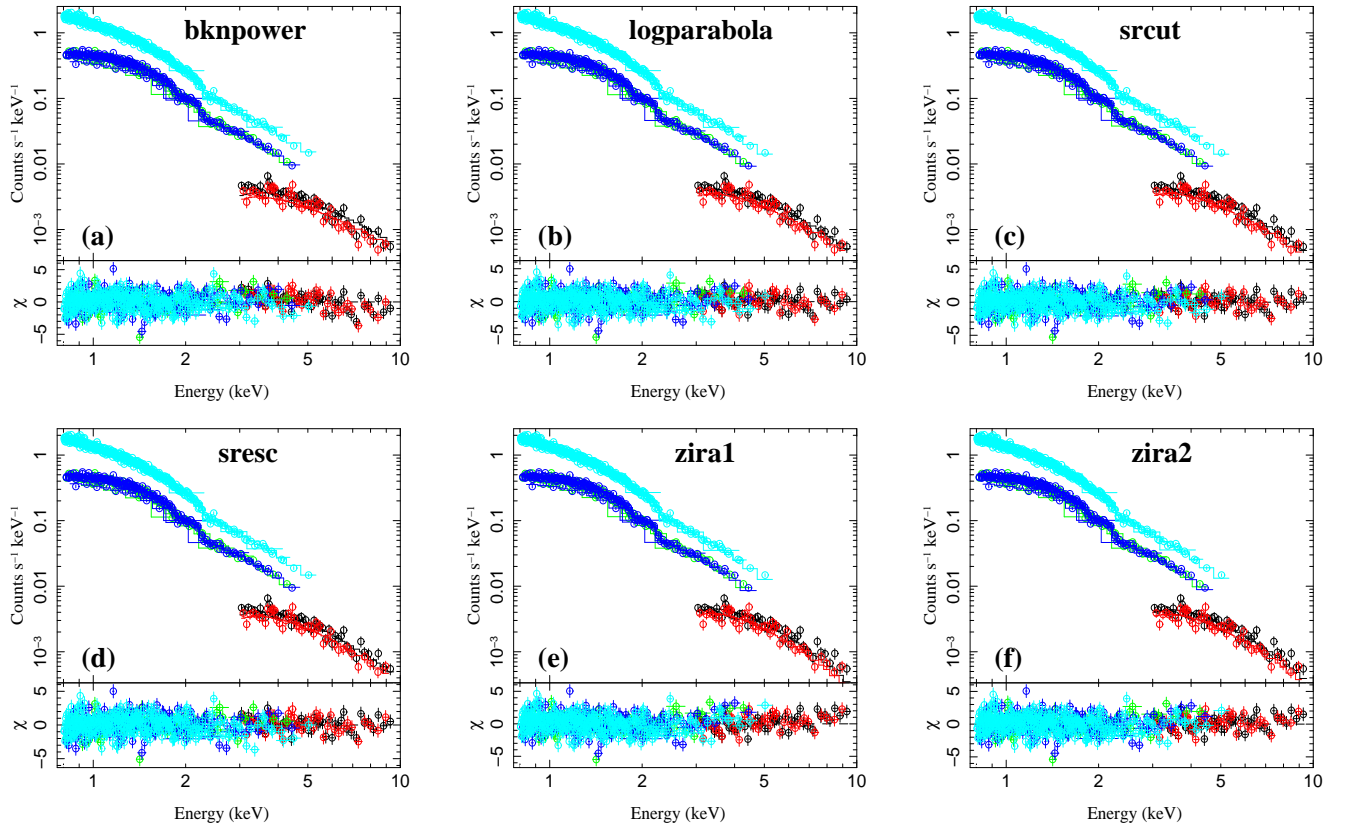 bknpower
Counts s⁻¹ keV⁻¹
1
0.1
0.01
10⁻³
(a)
χ
5
0
−5
1 2 5 10
Energy (keV)
logparabola
Counts s⁻¹ keV⁻¹
1
0.1
0.01
10⁻³
(b)
χ
5
0
−5
1 2 5 10
Energy (keV)
srcut
Counts s⁻¹ keV⁻¹
1
0.1
0.01
10⁻³
(c)
χ
5
0
−5
1 2 5 10
Energy (keV)
sresc
Counts s⁻¹ keV⁻¹
1
0.1
0.01
10⁻³
(d)
χ
5
0
−5
1 2 5 10
Energy (keV)
zira1
Counts s⁻¹ keV⁻¹
1
0.1
0.01
10⁻³
(e)
χ
5
0
−5
1 2 5 10
Energy (keV)
zira2
Counts s⁻¹ keV⁻¹
1
0.1
0.01
10⁻³
(f)
χ
5
0
−5
1 2 5 10
Energy (keV)